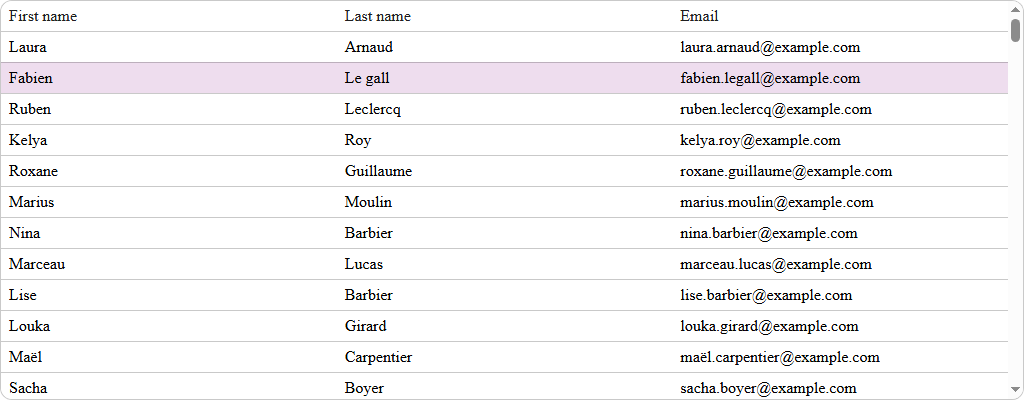 First name Last name Email
Laura Arnaud laura.arnaud@example.com
Fabien Le gall fabien.legall@example.com
Ruben Leclercq ruben.leclercq@example.com
Kelya Roy kelya.roy@example.com
Roxane Guillaume roxane.guillaume@example.com
Marius Moulin marius.moulin@example.com
Nina Barbier nina.barbier@example.com
Marceau Lucas marceau.lucas@example.com
Lise Barbier lise.barbier@example.com
Louka Girard louka.girard@example.com
Maël Carpentier maël.carpentier@example.com
Sacha Boyer sacha.boyer@example.com